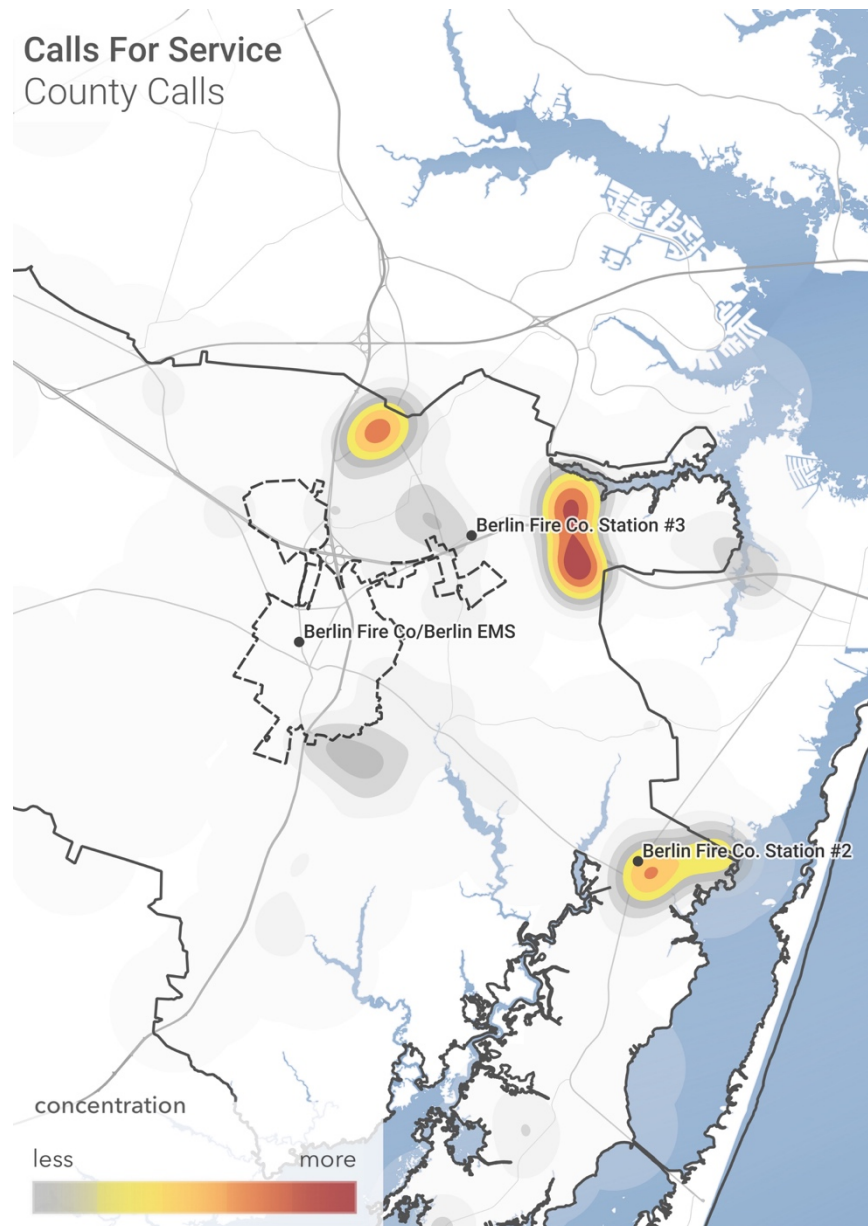 Calls For Service
County Calls
Berlin Fire Co. Station #3
Berlin Fire Co/Berlin EMS
Berlin Fire Co. Station #2
concentration
less more